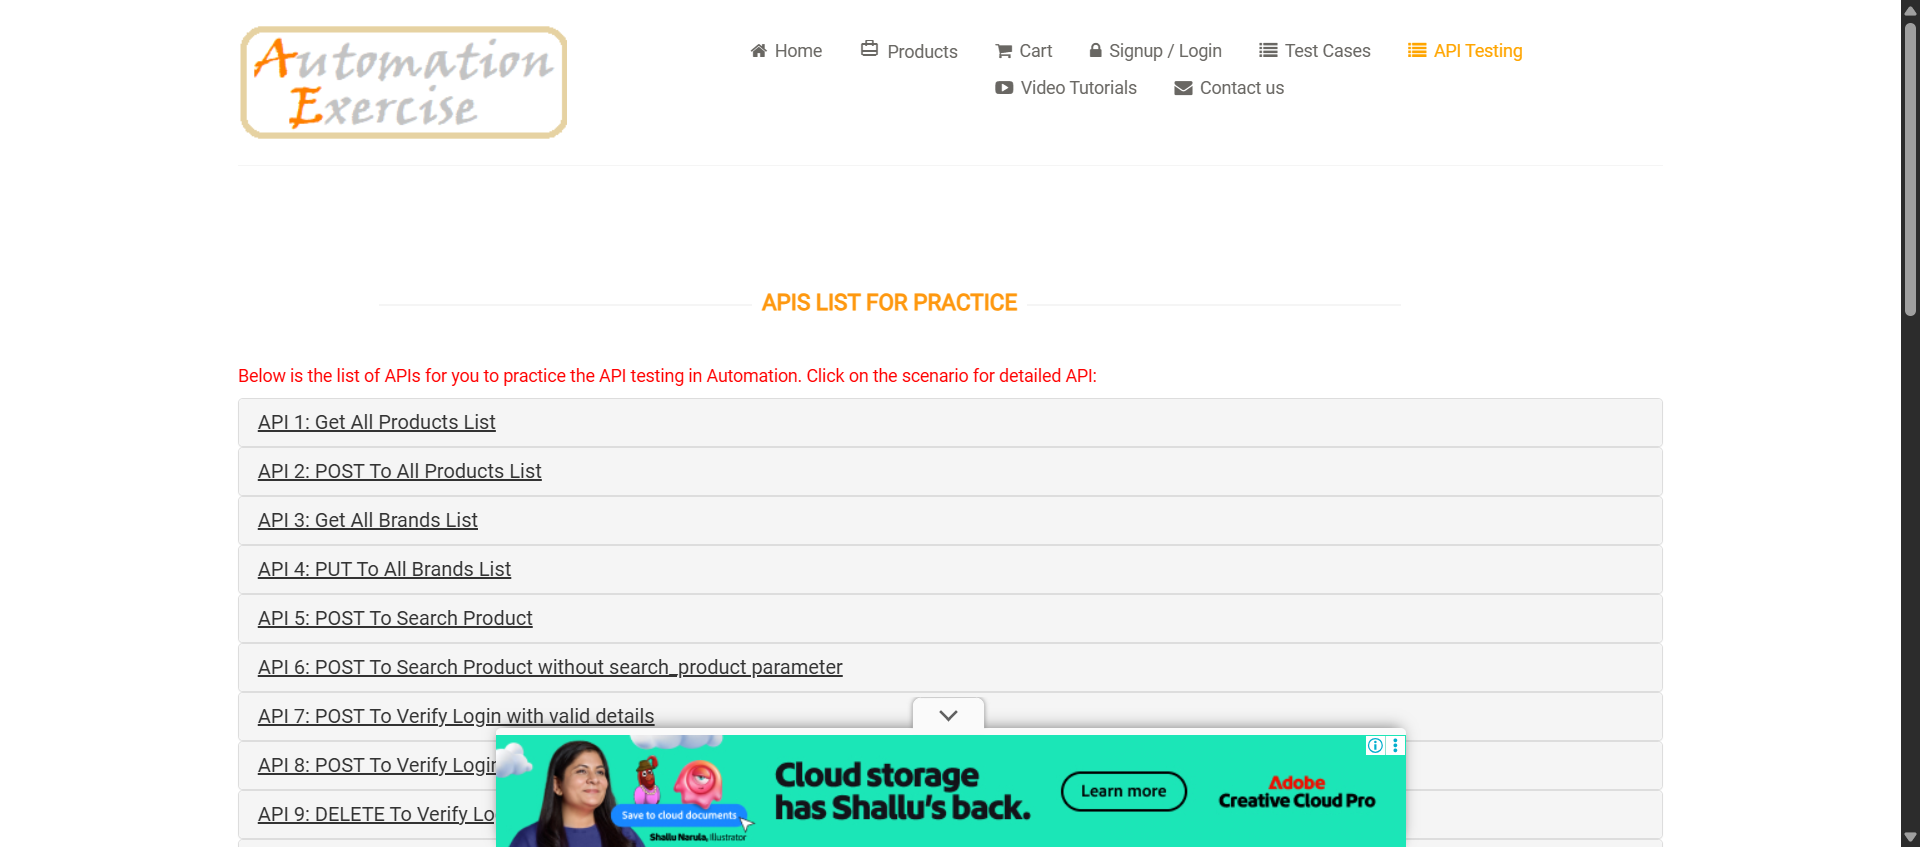 Automation
Exercise
Home
Products
Cart
Signup / Login
Test Cases
API Testing
Video Tutorials
Contact us
APIS LIST FOR PRACTICE
Below is the list of APIs for you to practice the API testing in Automation. Click on the scenario for detailed API:
API 1: Get All Products List
API 2: POST To All Products List
API 3: Get All Brands List
API 4: PUT To All Brands List
API 5: POST To Search Product
API 6: POST To Search Product without search_product parameter
API 7: POST To Verify Login with valid details
API 8: POST To Verify
API 9: DELETE To Verify
Cloud storage
has Shallu's back.
Learn more
Adobe
Creative Cloud Pro
Save to cloud documents
Shallu Narula, Illustrator